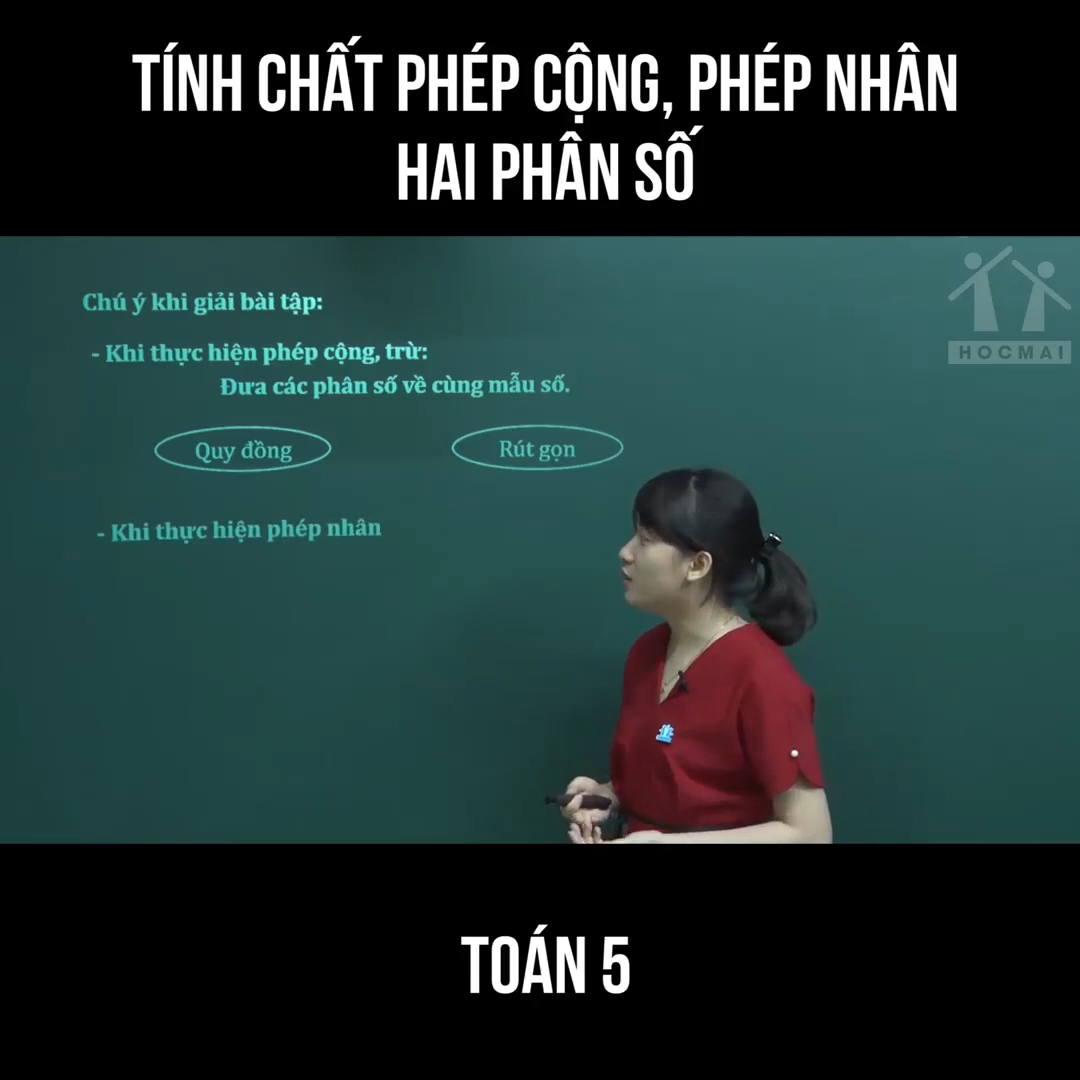 TÍNH CHẤT PHÉP CỘNG, PHÉP NHÂN
HAI PHÂN SỐ
HOCMAI
Chú ý khi giải bài tập:
- Khi thực hiện phép cộng, trừ:
Đưa các phân số về cùng mẫu số.
Quy đồng
Rút gọn
- Khi thực hiện phép nhân
TOÁN 5